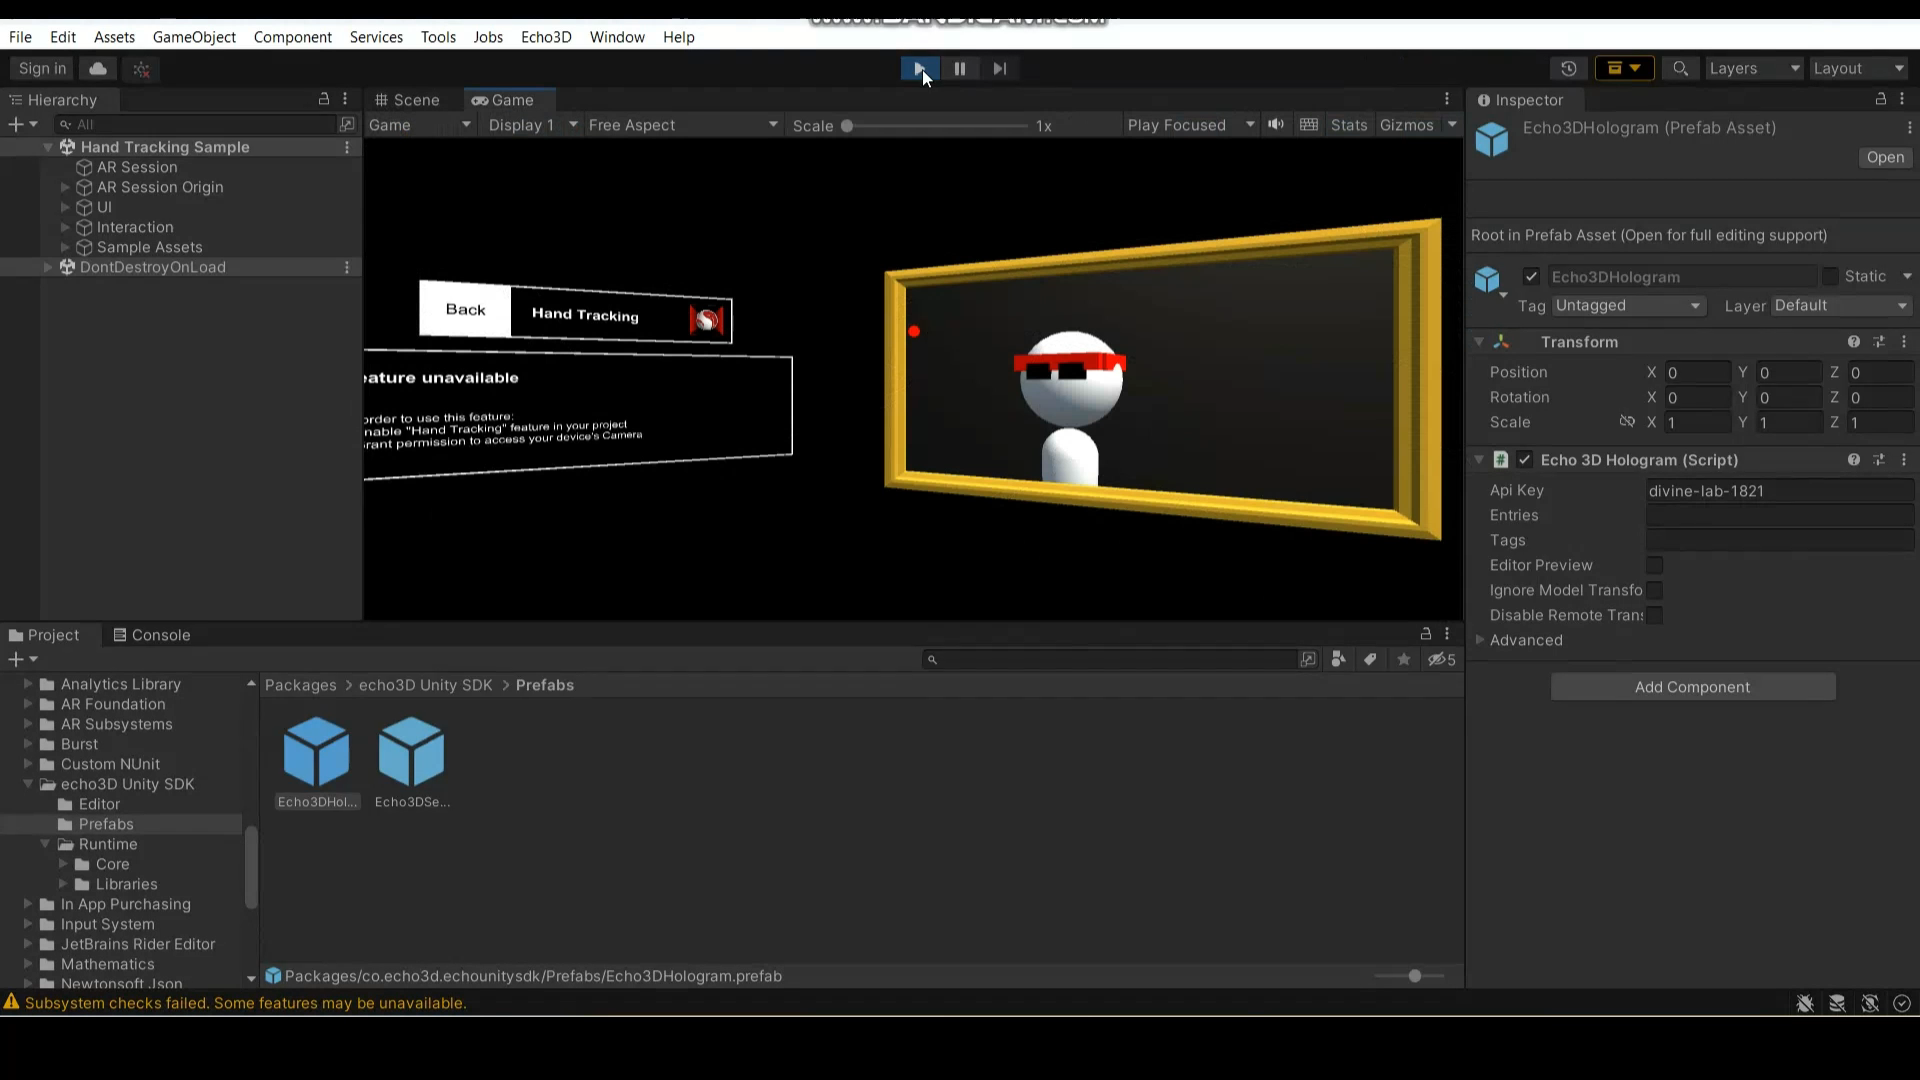 www.BANDICAM.com
File Edit Assets GameObject Component Services Tools Jobs Echo3D Window Help
Sign in
Layers Layout
Hierarchy
Scene Game
Inspector
All
Game Display 1 Free Aspect Scale 1x Play Focused Stats Gizmos
Echo3DHologram (Prefab Asset)
Open
Hand Tracking Sample
AR Session
AR Session Origin
UI
Interaction
Sample Assets
DontDestroyOnLoad
Back Hand Tracking
eature unavailable
order to use this feature:
nable "Hand Tracking" feature in your project
rant permission to access your device's Camera
Root in Prefab Asset (Open for full editing support)
Echo3DHologram Static
Tag Untagged Layer Default
Transform
Position X 0 Y 0 Z 0
Rotation X 0 Y 0 Z 0
Scale X 1 Y 1 Z 1
# Echo 3D Hologram (Script)
Api Key divine-lab-1821
Entries
Tags
Editor Preview
Ignore Model Transfo
Disable Remote Tran
Advanced
Add Component
Project Console
5
Analytics Library
AR Foundation
AR Subsystems
Burst
Custom NUnit
echo3D Unity SDK
Editor
Prefabs
Runtime
Core
Libraries
In App Purchasing
Input System
JetBrains Rider Editor
Mathematics
Newtonsoft Json
Packages > echo3D Unity SDK > Prefabs
Echo3DHol... Echo3DSe...
Packages/co.echo3d.echounitysdk/Prefabs/Echo3DHologram.prefab
Subsystem checks failed. Some features may be unavailable.